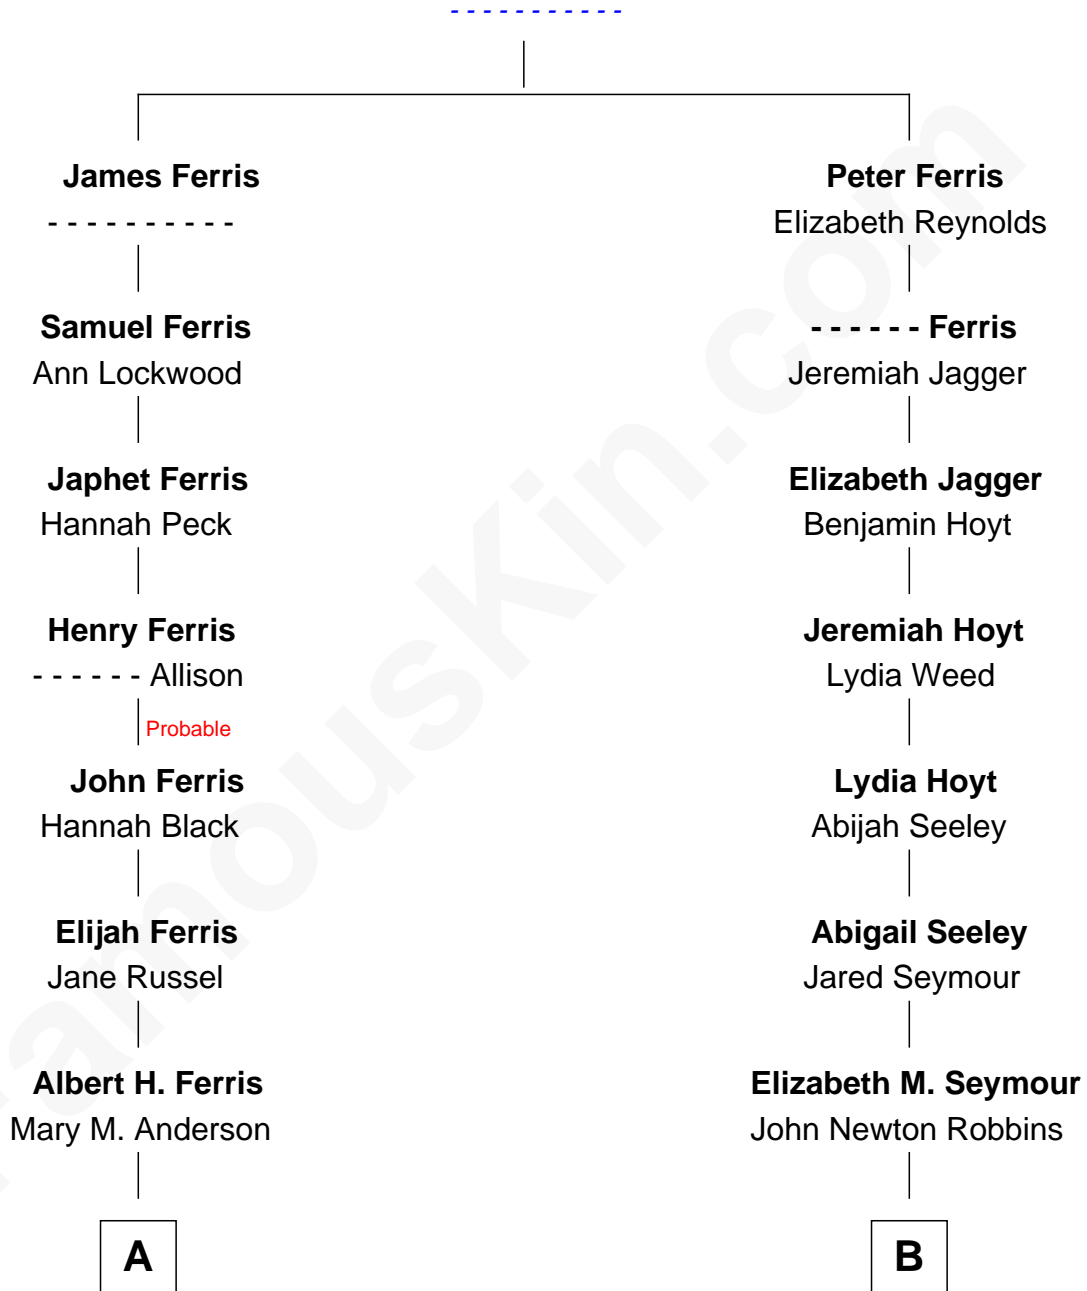 - - - - - - - - - - -
James Ferris
- - - - - - - - - -
Samuel Ferris
Ann Lockwood
Japhet Ferris
Hannah Peck
Henry Ferris
- - - - - - Allison
Probable
John Ferris
Hannah Black
Elijah Ferris
Jane Russel
Albert H. Ferris
Mary M. Anderson
A
Peter Ferris
Elizabeth Reynolds
- - - - - - Ferris
Jeremiah Jagger
Elizabeth Jagger
Benjamin Hoyt
Jeremiah Hoyt
Lydia Weed
Lydia Hoyt
Abijah Seeley
Abigail Seeley
Jared Seymour
Elizabeth M. Seymour
John Newton Robbins
B
FamousKin.com